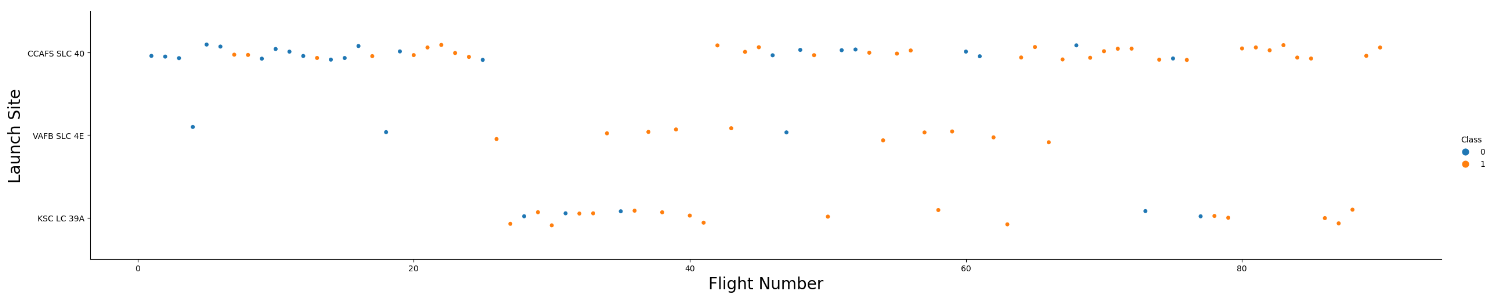 CCAFS SLC 40
VAFB SLC 4E
KSC LC 39A
Launch Site
0 20 40 60 80
Flight Number
Class
0
1